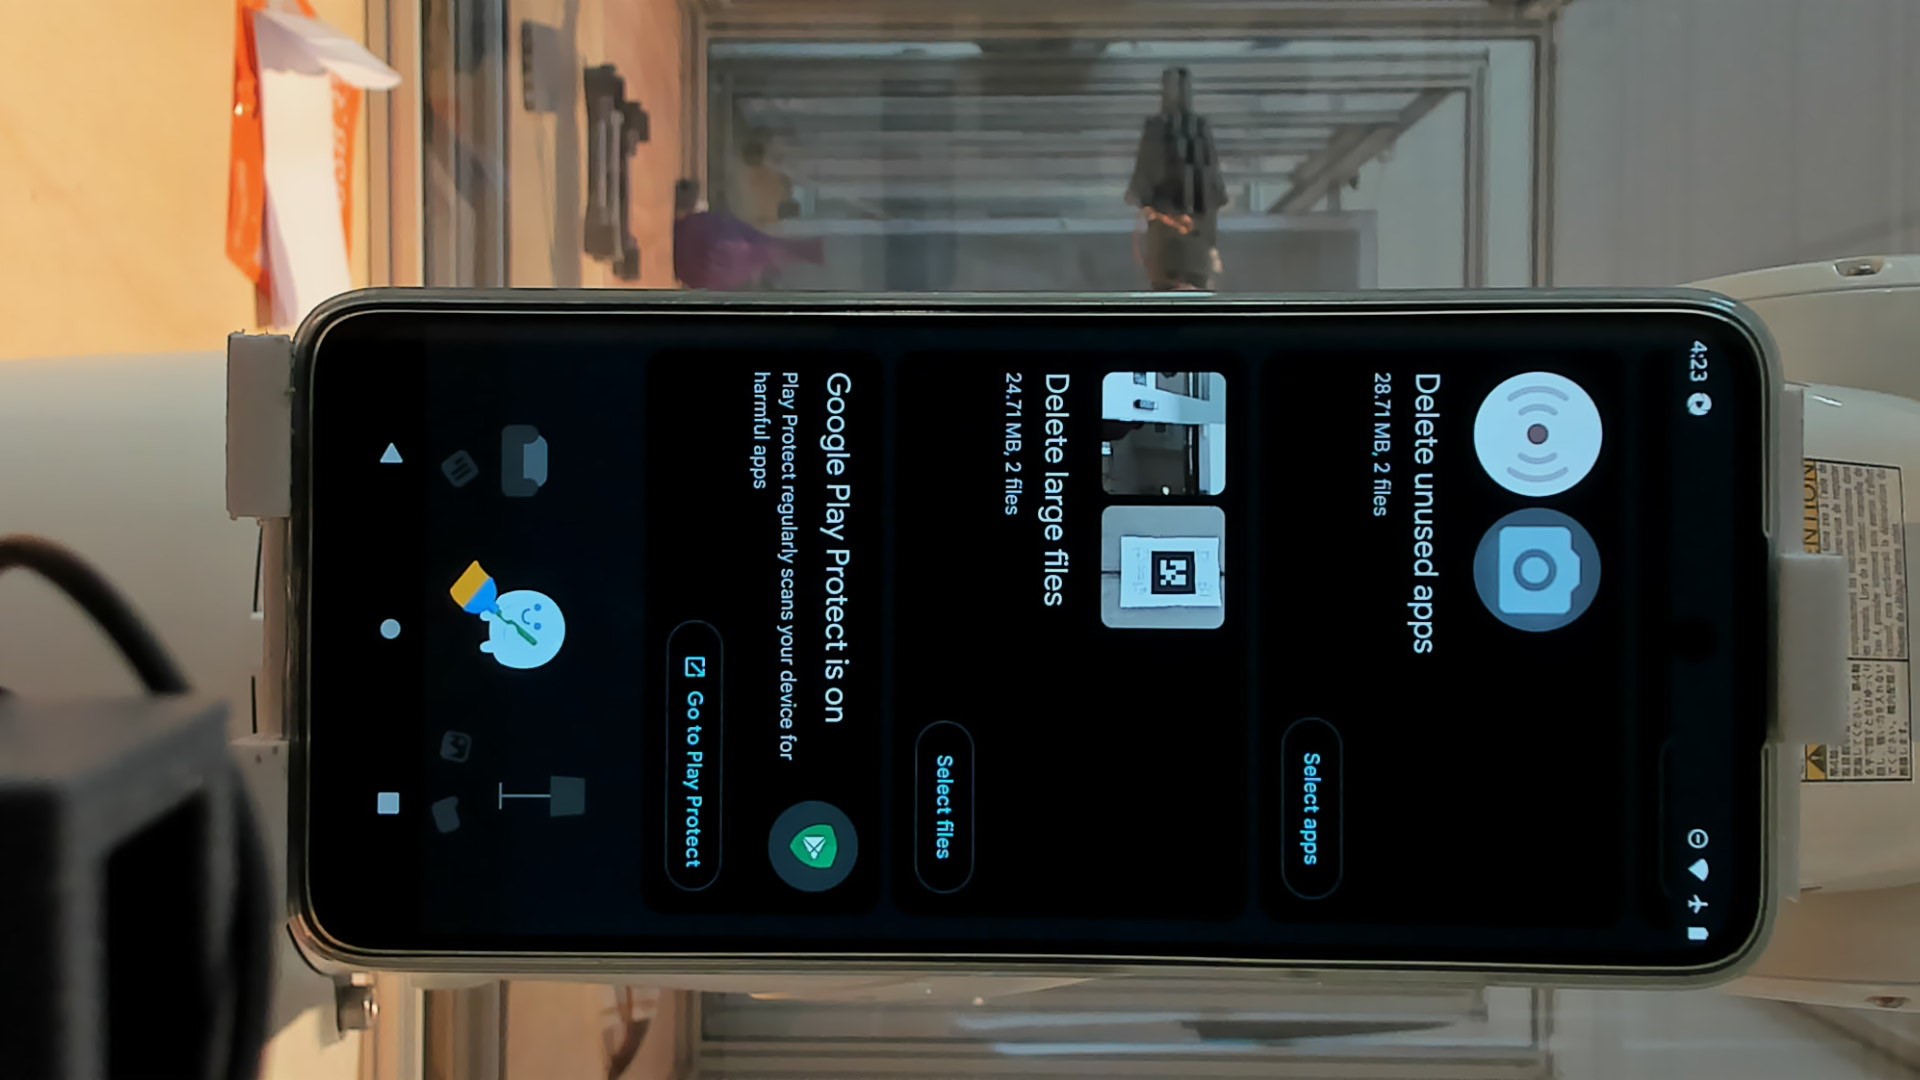 4:23
Delete unused apps
28.71 MB, 2 files
Select apps
Delete large files
24.71 MB, 2 files
Select files
Google Play Protect is on
Play Protect regularly scans your device for
harmful apps
Go to Play Protect